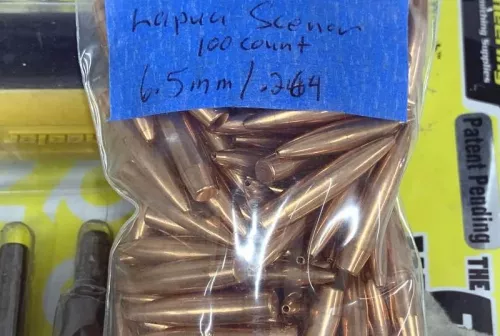 Lapua Scenar
100 count
6.5mm/.264
Patent Pending
THE